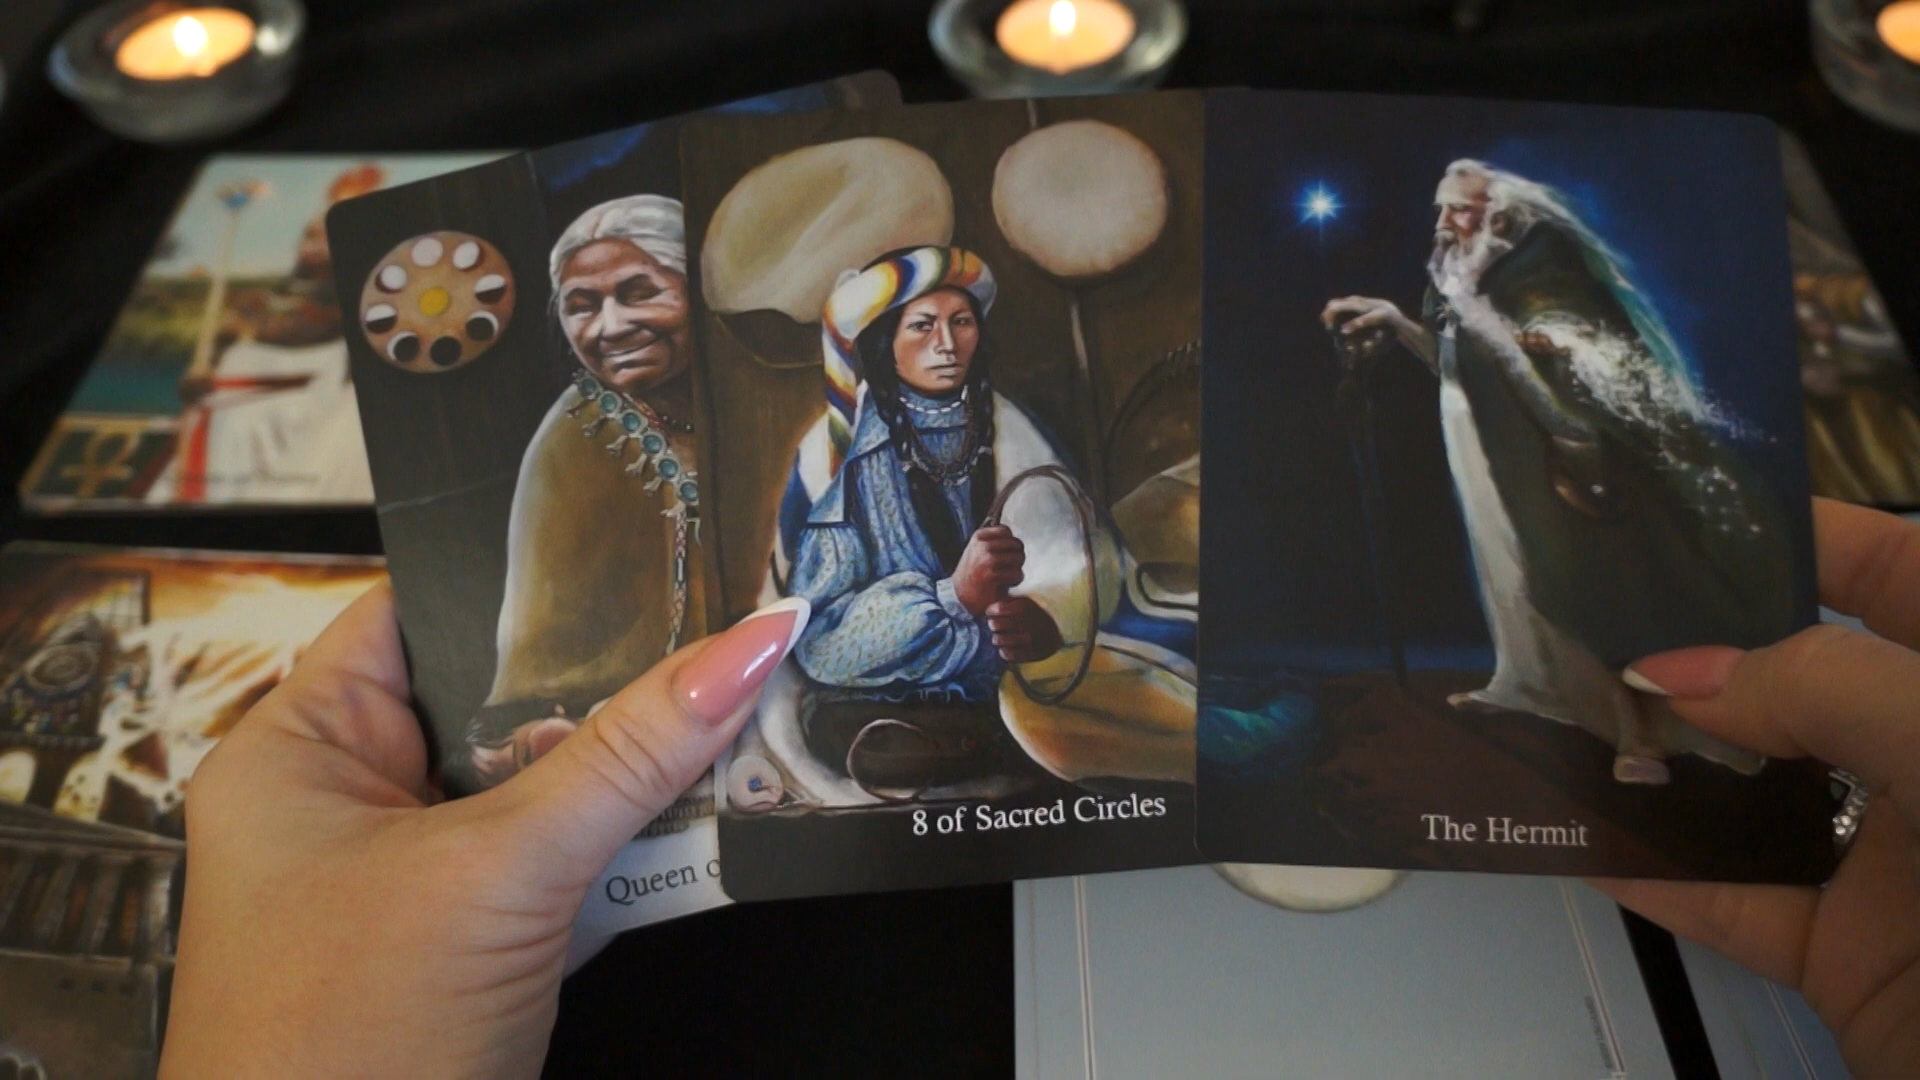 Queen o
8 of Sacred Circles
The Hermit